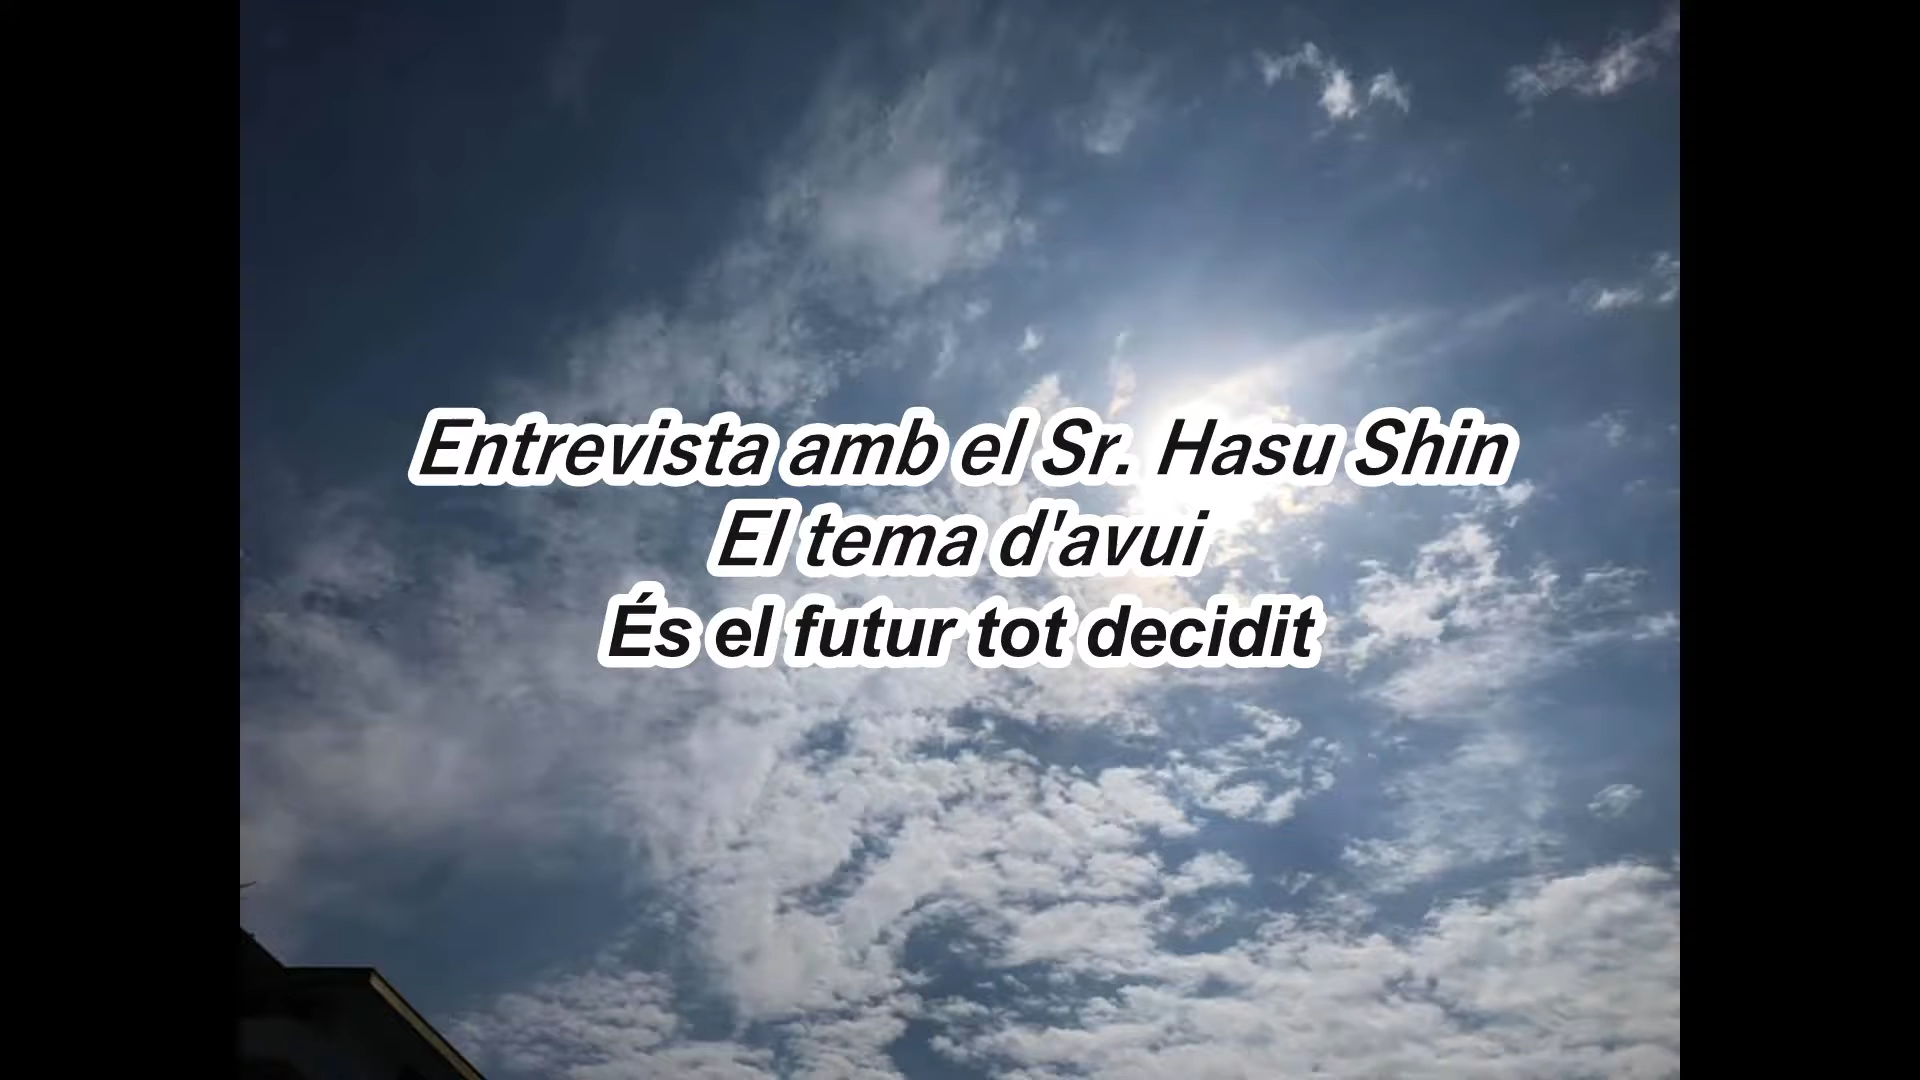 Entrevista amb el Sr. Hasu Shin
El tema d'avui
És el futur tot decidit